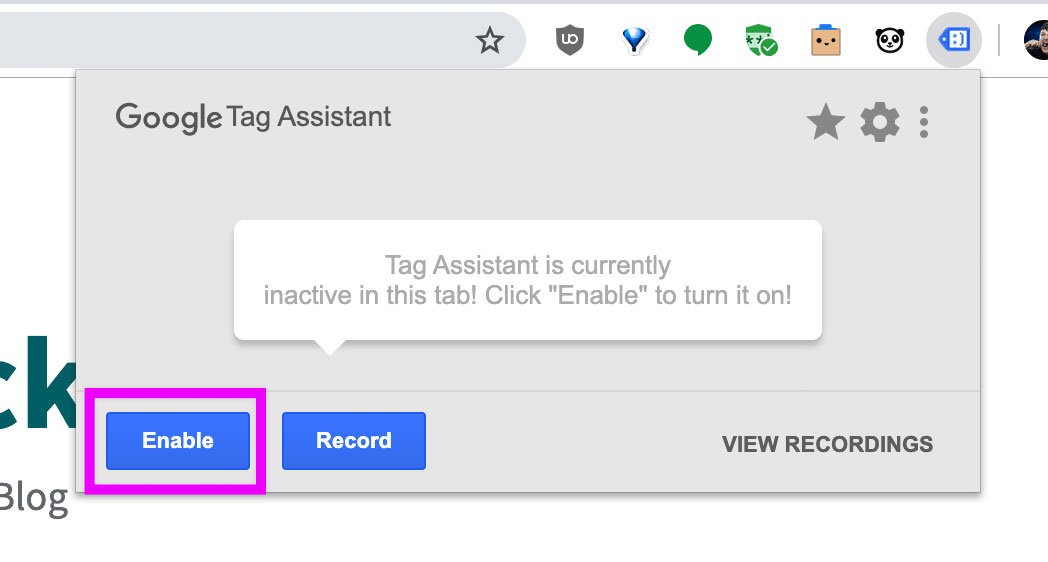 Google Tag Assistant
Tag Assistant is currently
inactive in this tab! Click "Enable" to turn it on!
ck
Enable
Record
VIEW RECORDINGS
Blog